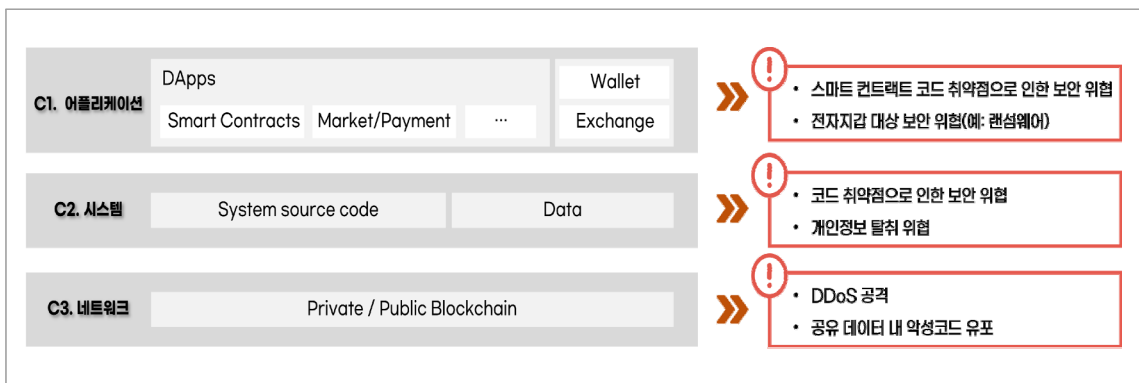 C1. 어플리케이션
DApps
Smart Contracts
Market/Payment
...
Wallet
Exchange
!
• 스마트 컨트랙트 코드 취약점으로 인한 보안 위협
• 전자지갑 대상 보안 위협(예: 랜섬웨어)
C2. 시스템
System source code
Data
!
• 코드 취약점으로 인한 보안 위협
• 개인정보 탈취 위협
C3. 네트워크
Private / Public Blockchain
!
• DDoS 공격
• 공유 데이터 내 악성코드 유포